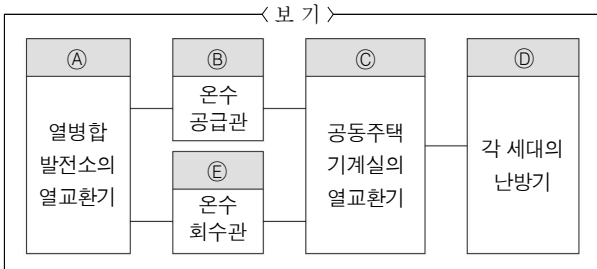 〈보 기〉
Ⓐ
열병합
발전소의
열교환기
Ⓑ
온수
공급관
Ⓔ
온수
회수관
Ⓒ
공동주택
기계실의
열교환기
Ⓓ
각 세대의
난방기